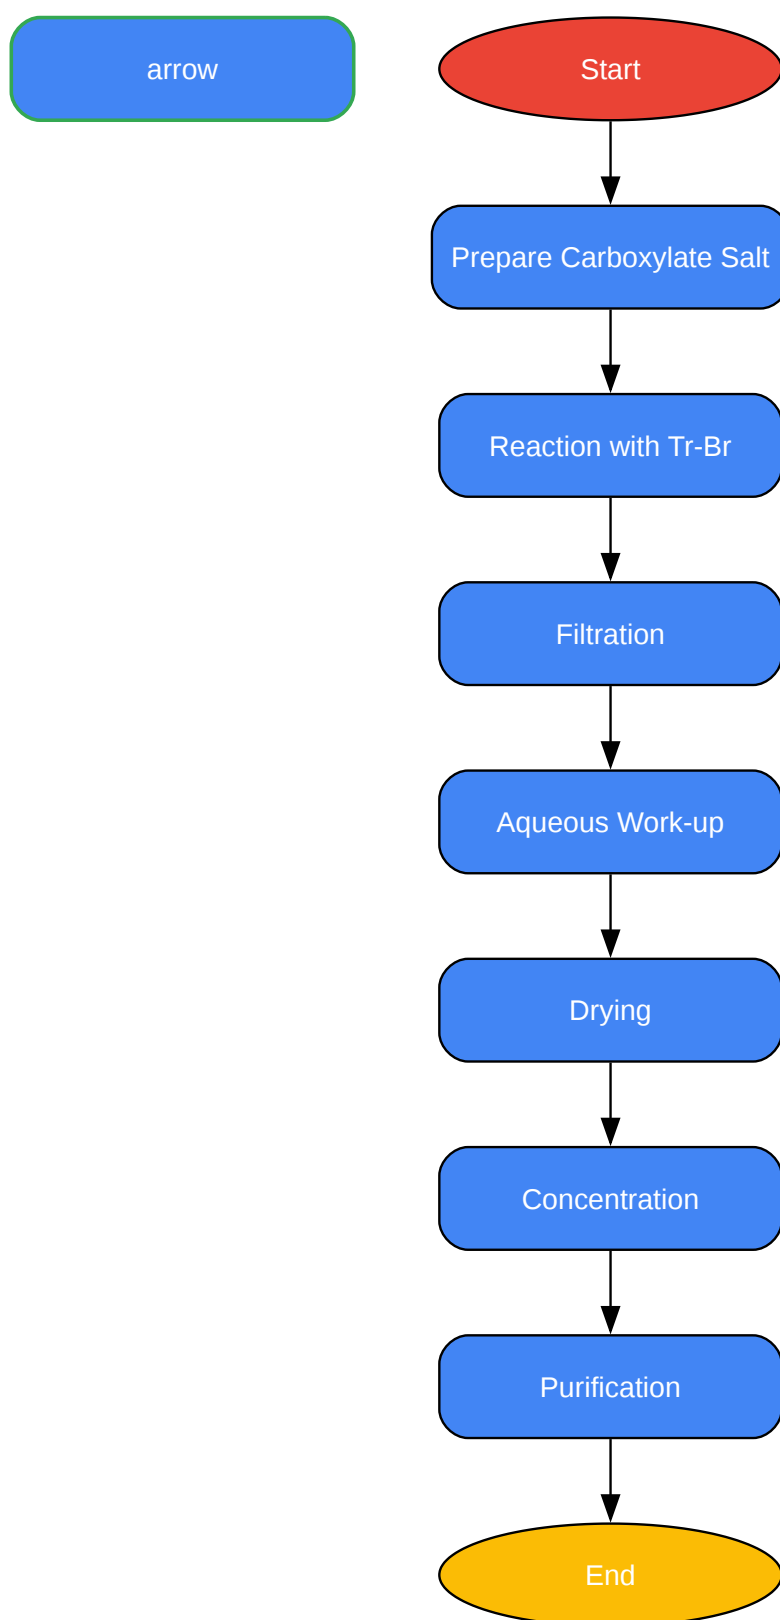 arrow
Start
Prepare Carboxylate Salt
Reaction with Tr-Br
Filtration
Aqueous Work-up
Drying
Concentration
Purification
End